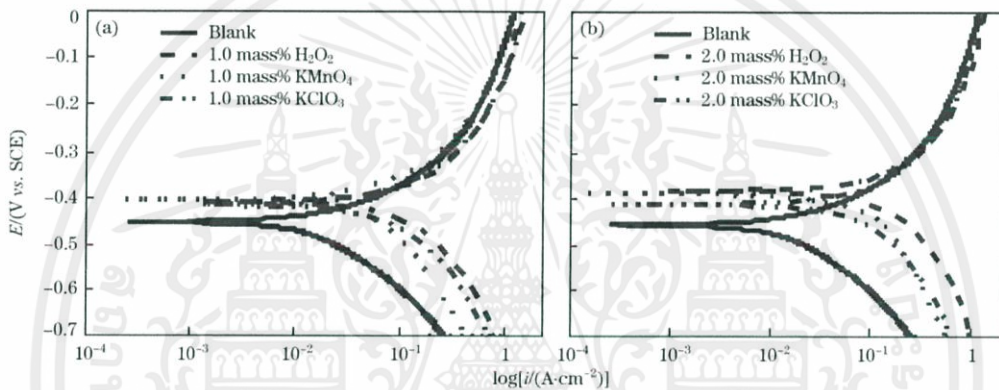 (a)
Blank
1.0 mass% H₂O₂
1.0 mass% KMnO₄
1.0 mass% KClO₃
(b)
Blank
2.0 mass% H₂O₂
2.0 mass% KMnO₄
2.0 mass% KClO₃
E/(V vs. SCE)
0
−0.1
−0.2
−0.3
−0.4
−0.5
−0.6
−0.7
10⁻⁴ 10⁻³ 10⁻² 10⁻¹ 1 10⁻⁴ 10⁻³ 10⁻² 10⁻¹ 1
log[i/(A·cm⁻²)]